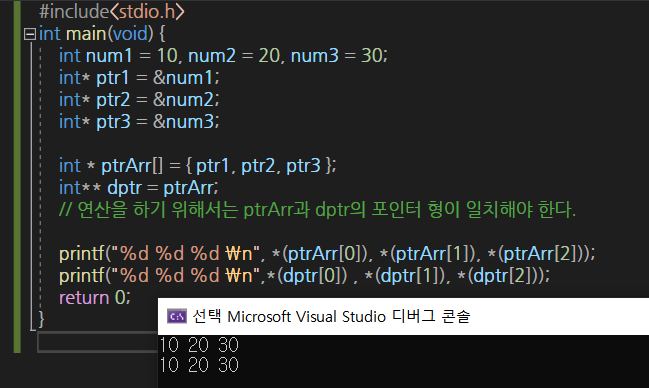 #include<stdio.h>
int main(void) {
int num1 = 10, num2 = 20, num3 = 30;
int* ptr1 = &num1;
int* ptr2 = &num2;
int* ptr3 = &num3;
int * ptrArr[] = { ptr1, ptr2, ptr3 };
int** dptr = ptrArr;
// 연산을 하기 위해서는 ptrArr과 dptr의 포인터 형이 일치해야 한다.
printf("%d %d %d ₩n", *(ptrArr[0]), *(ptrArr[1]), *(ptrArr[2]));
printf("%d %d %d ₩n",*(dptr[0]) , *(dptr[1]), *(dptr[2]));
return 0;
}
C:\ 선택 Microsoft Visual Studio 디버그 콘솔
10 20 30
10 20 30